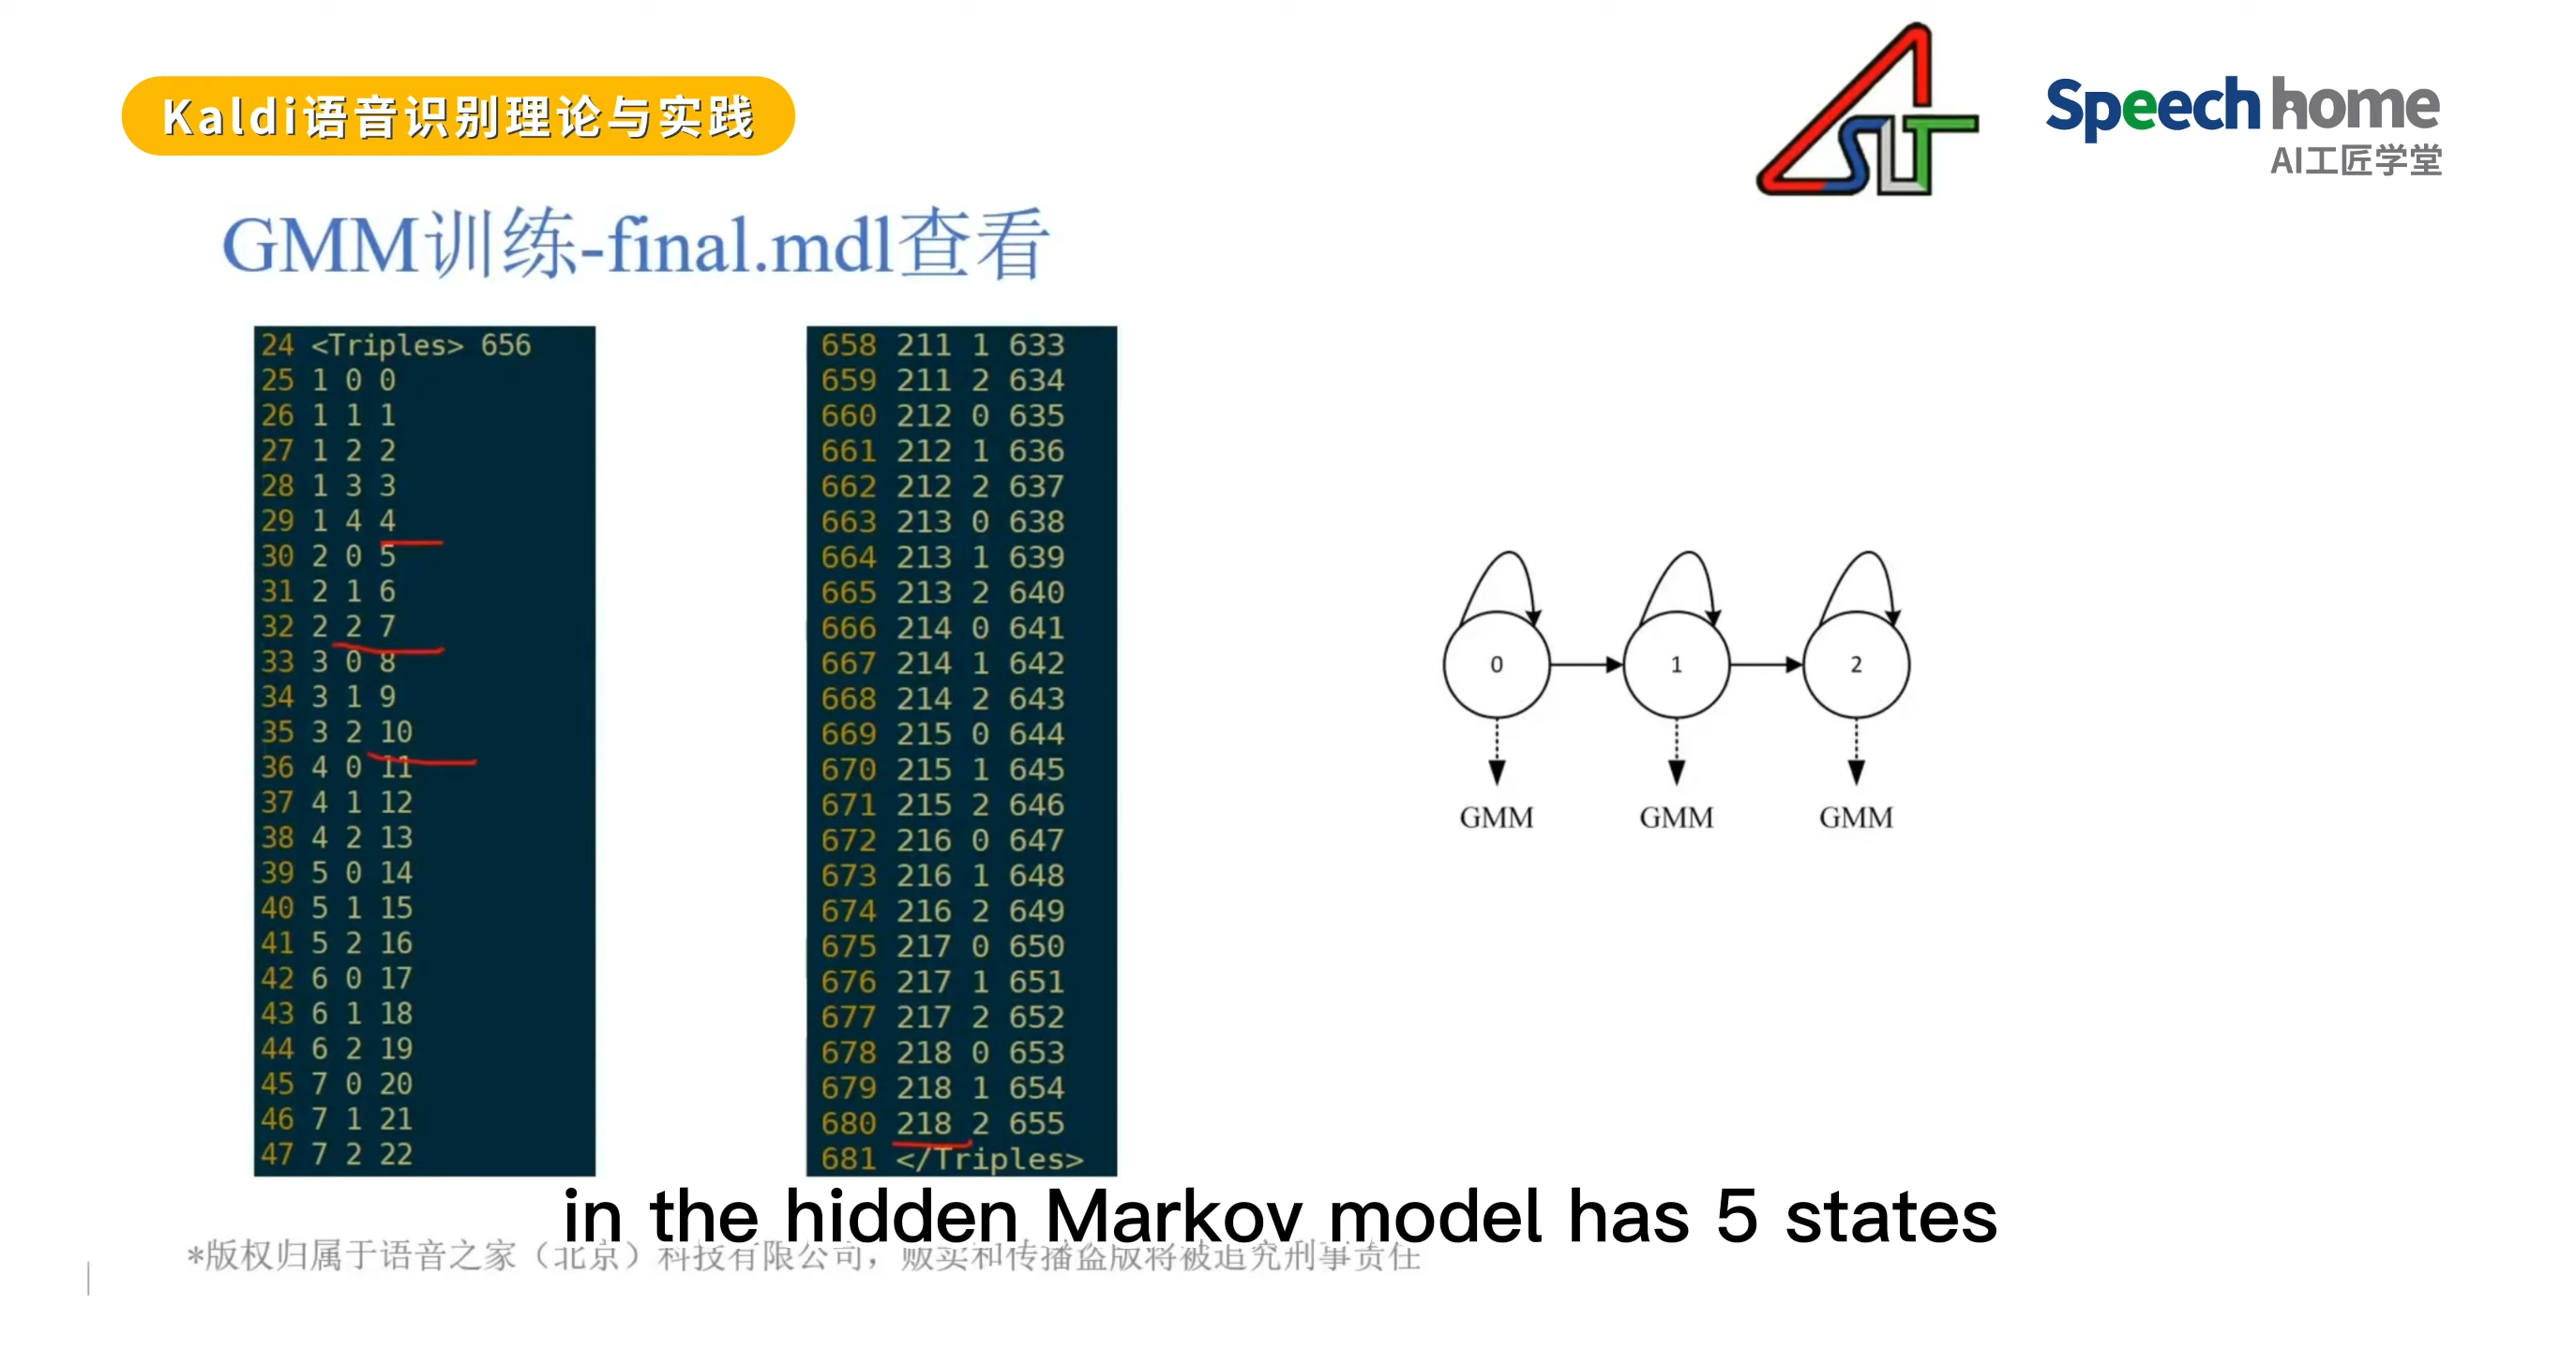 Kaldi语音识别理论与实践
SLT
Speechhome
AI工匠学堂
GMM训练-final.mdl查看
24 <Triples> 656
25 1 0 0
26 1 1 1
27 1 2 2
28 1 3 3
29 1 4 4
30 2 0 5
31 2 1 6
32 2 2 7
33 3 0 8
34 3 1 9
35 3 2 10
36 4 0 11
37 4 1 12
38 4 2 13
39 5 0 14
40 5 1 15
41 5 2 16
42 6 0 17
43 6 1 18
44 6 2 19
45 7 0 20
46 7 1 21
47 7 2 22
658 211 1 633
659 211 2 634
660 212 0 635
661 212 1 636
662 212 2 637
663 213 0 638
664 213 1 639
665 213 2 640
666 214 0 641
667 214 1 642
668 214 2 643
669 215 0 644
670 215 1 645
671 215 2 646
672 216 0 647
673 216 1 648
674 216 2 649
675 217 0 650
676 217 1 651
677 217 2 652
678 218 0 653
679 218 1 654
680 218 2 655
681 </Triples>
0 1 2
GMM GMM GMM
in the hidden Markov model has 5 states
*版权归属于语音之家（北京）科技有限公司，贩卖和传播盗版将被追究刑事责任